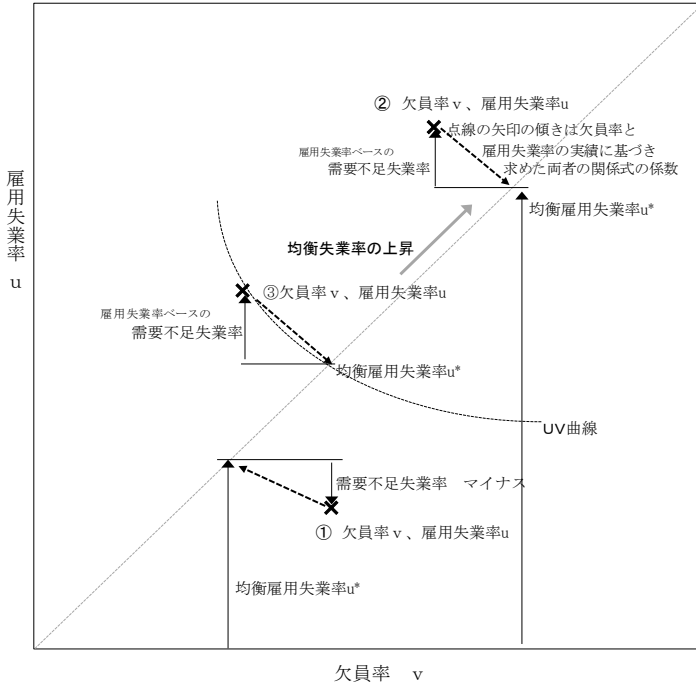 ② 欠員率 v 、雇用失業率u
点線の矢印の傾きは欠員率と
雇用失業率の実績に基づき
求めた両者の関係式の係数
雇用失業率ベースの
需要不足失業率
均衡雇用失業率u*
均衡失業率の上昇
雇用失業率 u
③欠員率 v 、雇用失業率u
雇用失業率ベースの
需要不足失業率
均衡雇用失業率u*
UV曲線
需要不足失業率 マイナス
① 欠員率 v 、雇用失業率u
均衡雇用失業率u*
欠員率 v